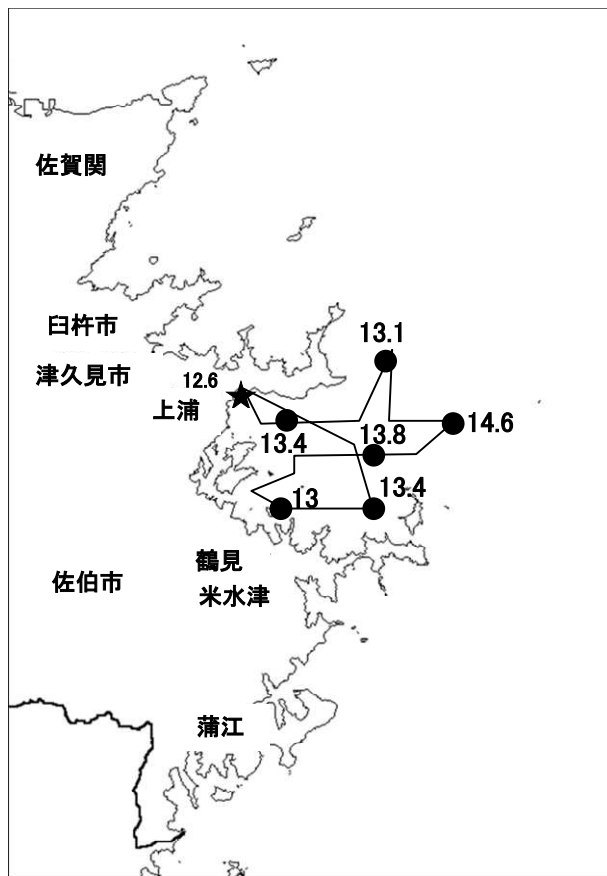 佐賀関
臼杵市
13.1
津久見市
12.6
上浦
13.4
14.6
13.8
13
13.4
鶴見
佐伯市
米水津
蒲江